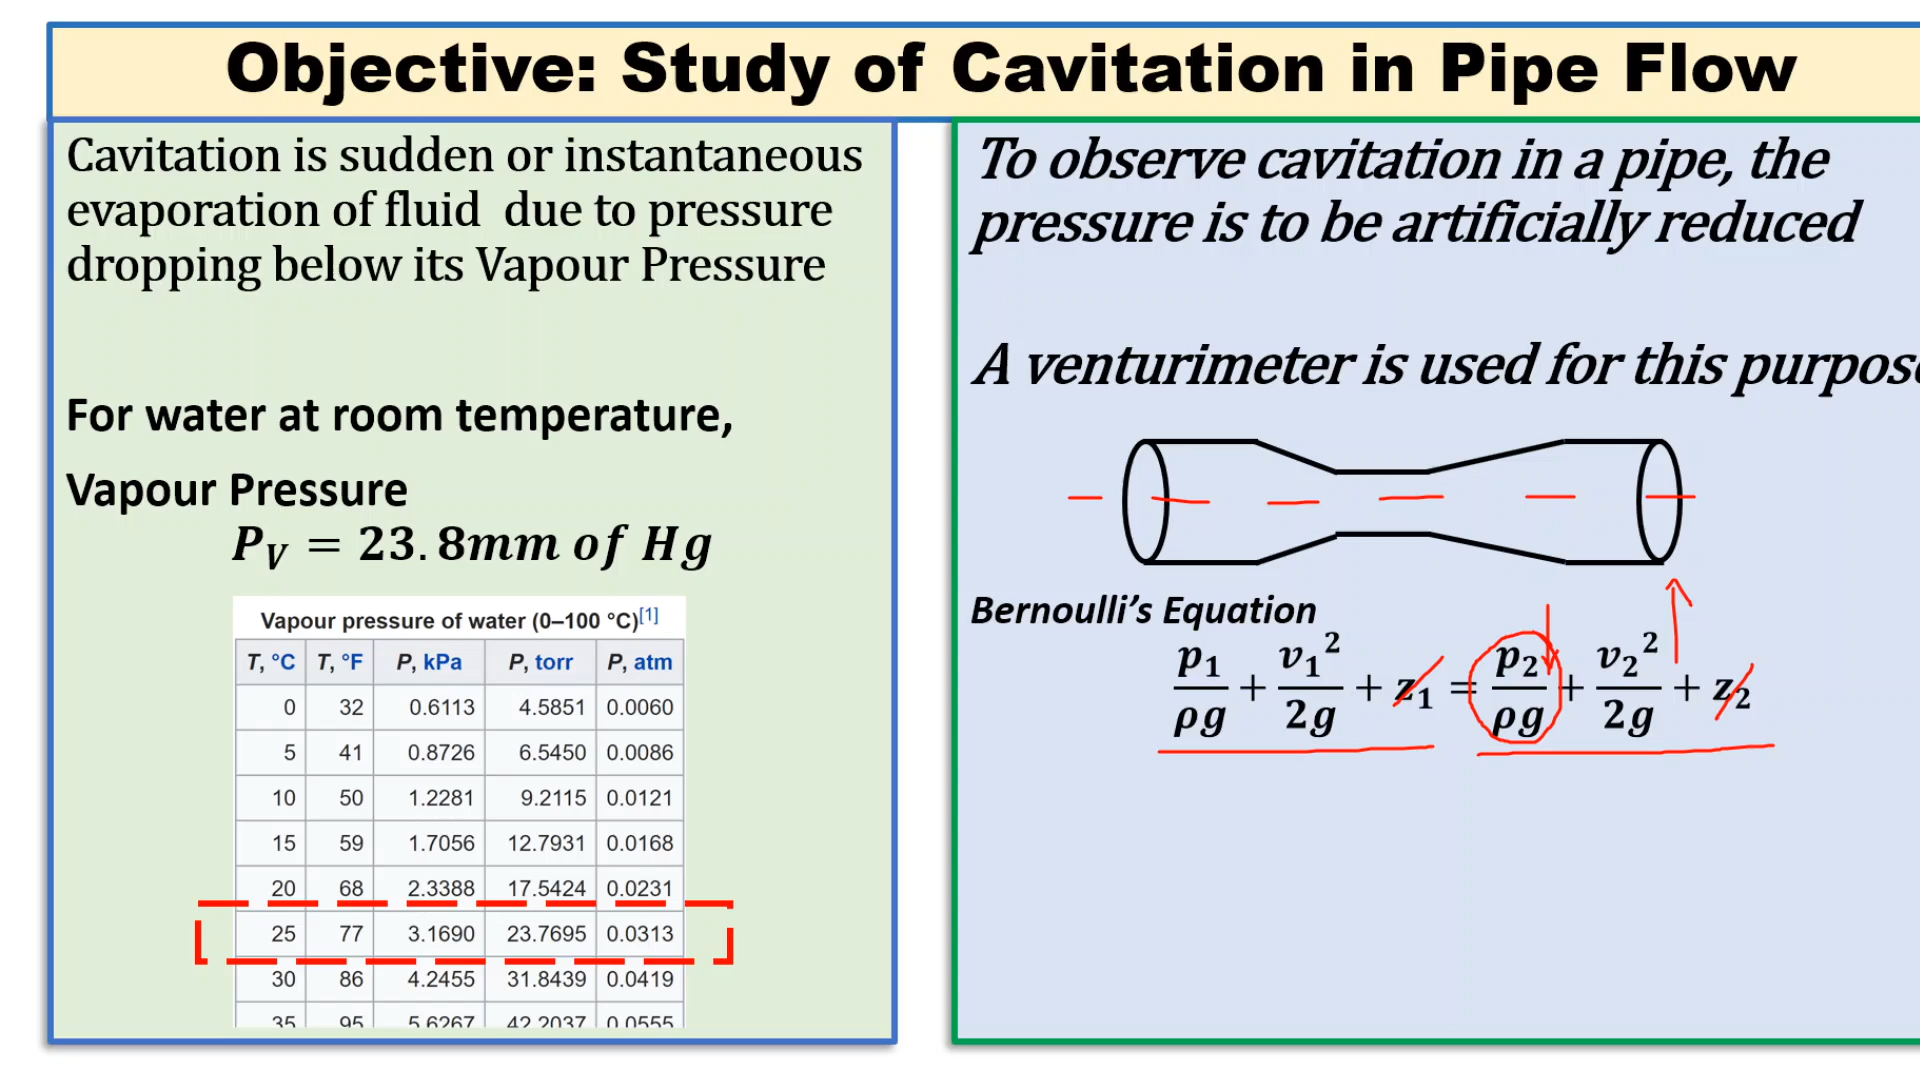 Objective: Study of Cavitation in Pipe Flow
Cavitation is sudden or instantaneous
evaporation of fluid due to pressure
dropping below its Vapour Pressure
For water at room temperature,
Vapour Pressure
P_V = 23.8mm of Hg
Vapour pressure of water (0–100 °C)[1]
T, °C T, °F P, kPa P, torr P, atm
0 32 0.6113 4.5851 0.0060
5 41 0.8726 6.5450 0.0086
10 50 1.2281 9.2115 0.0121
15 59 1.7056 12.7931 0.0168
20 68 2.3388 17.5424 0.0231
25 77 3.1690 23.7695 0.0313
30 86 4.2455 31.8439 0.0419
35 95 5.6267 42.2037 0.0555
To observe cavitation in a pipe, the
pressure is to be artificially reduced
A venturimeter is used for this purpose
Bernoulli's Equation
p₁/ρg + v₁²/2g + z₁ = p₂/ρg + v₂²/2g + z₂